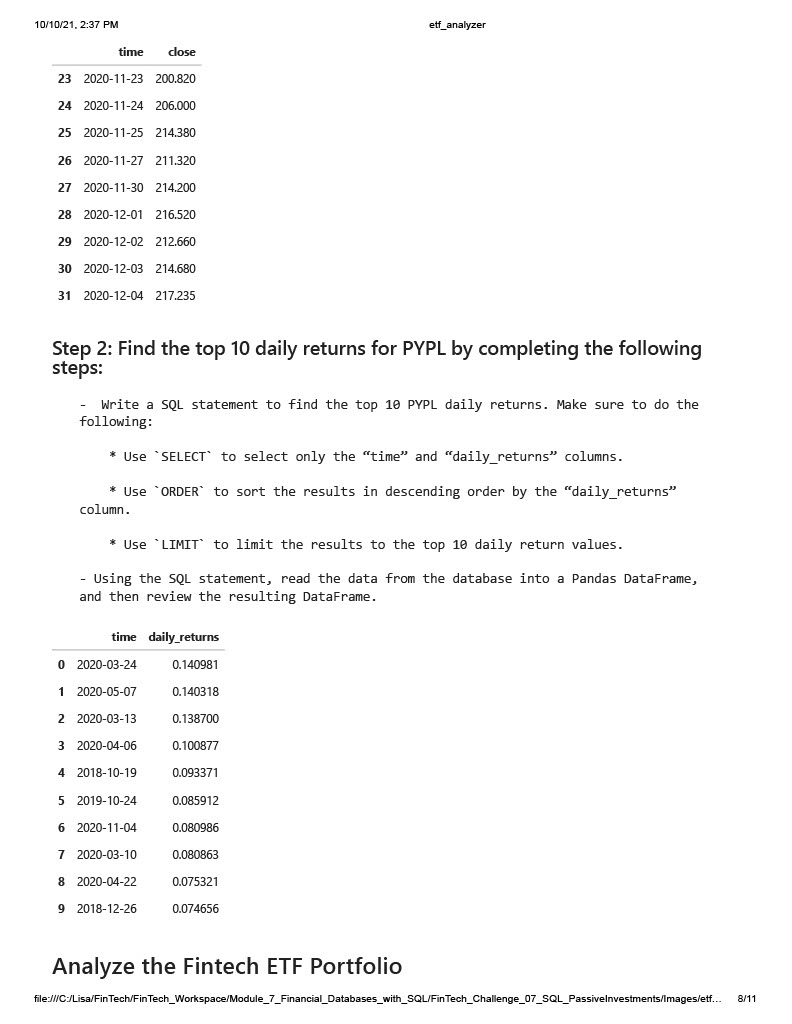 10/10/21, 2:37 PM etf_analyzer
time close
23 2020-11-23 200.820
24 2020-11-24 206.000
25 2020-11-25 214.380
26 2020-11-27 211.320
27 2020-11-30 214.200
28 2020-12-01 216.520
29 2020-12-02 212.660
30 2020-12-03 214.680
31 2020-12-04 217.235
Step 2: Find the top 10 daily returns for PYPL by completing the following
steps:
- Write a SQL statement to find the top 10 PYPL daily returns. Make sure to do the
following:
* Use `SELECT` to select only the “time” and “daily_returns” columns.
* Use `ORDER` to sort the results in descending order by the “daily_returns”
column.
* Use `LIMIT` to limit the results to the top 10 daily return values.
- Using the SQL statement, read the data from the database into a Pandas DataFrame,
and then review the resulting DataFrame.
time daily_returns
0 2020-03-24 0.140981
1 2020-05-07 0.140318
2 2020-03-13 0.138700
3 2020-04-06 0.100877
4 2018-10-19 0.093371
5 2019-10-24 0.085912
6 2020-11-04 0.080986
7 2020-03-10 0.080863
8 2020-04-22 0.075321
9 2018-12-26 0.074656
Analyze the Fintech ETF Portfolio
file:///C:/Lisa/FinTech/FinTech_Workspace/Module_7_Financial_Databases_with_SQL/FinTech_Challenge_07_SQL_PassiveInvestments/Images/etf… 8/11